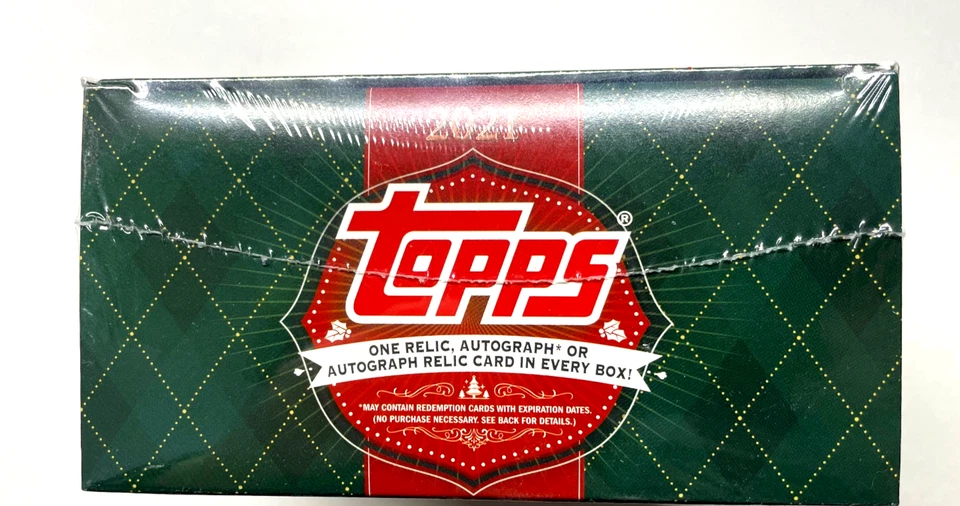 2021
topps®
ONE RELIC, AUTOGRAPH* OR
AUTOGRAPH RELIC CARD IN EVERY BOX!
*MAY CONTAIN REDEMPTION CARDS WITH EXPIRATION DATES.
(NO PURCHASE NECESSARY. SEE BACK FOR DETAILS.)